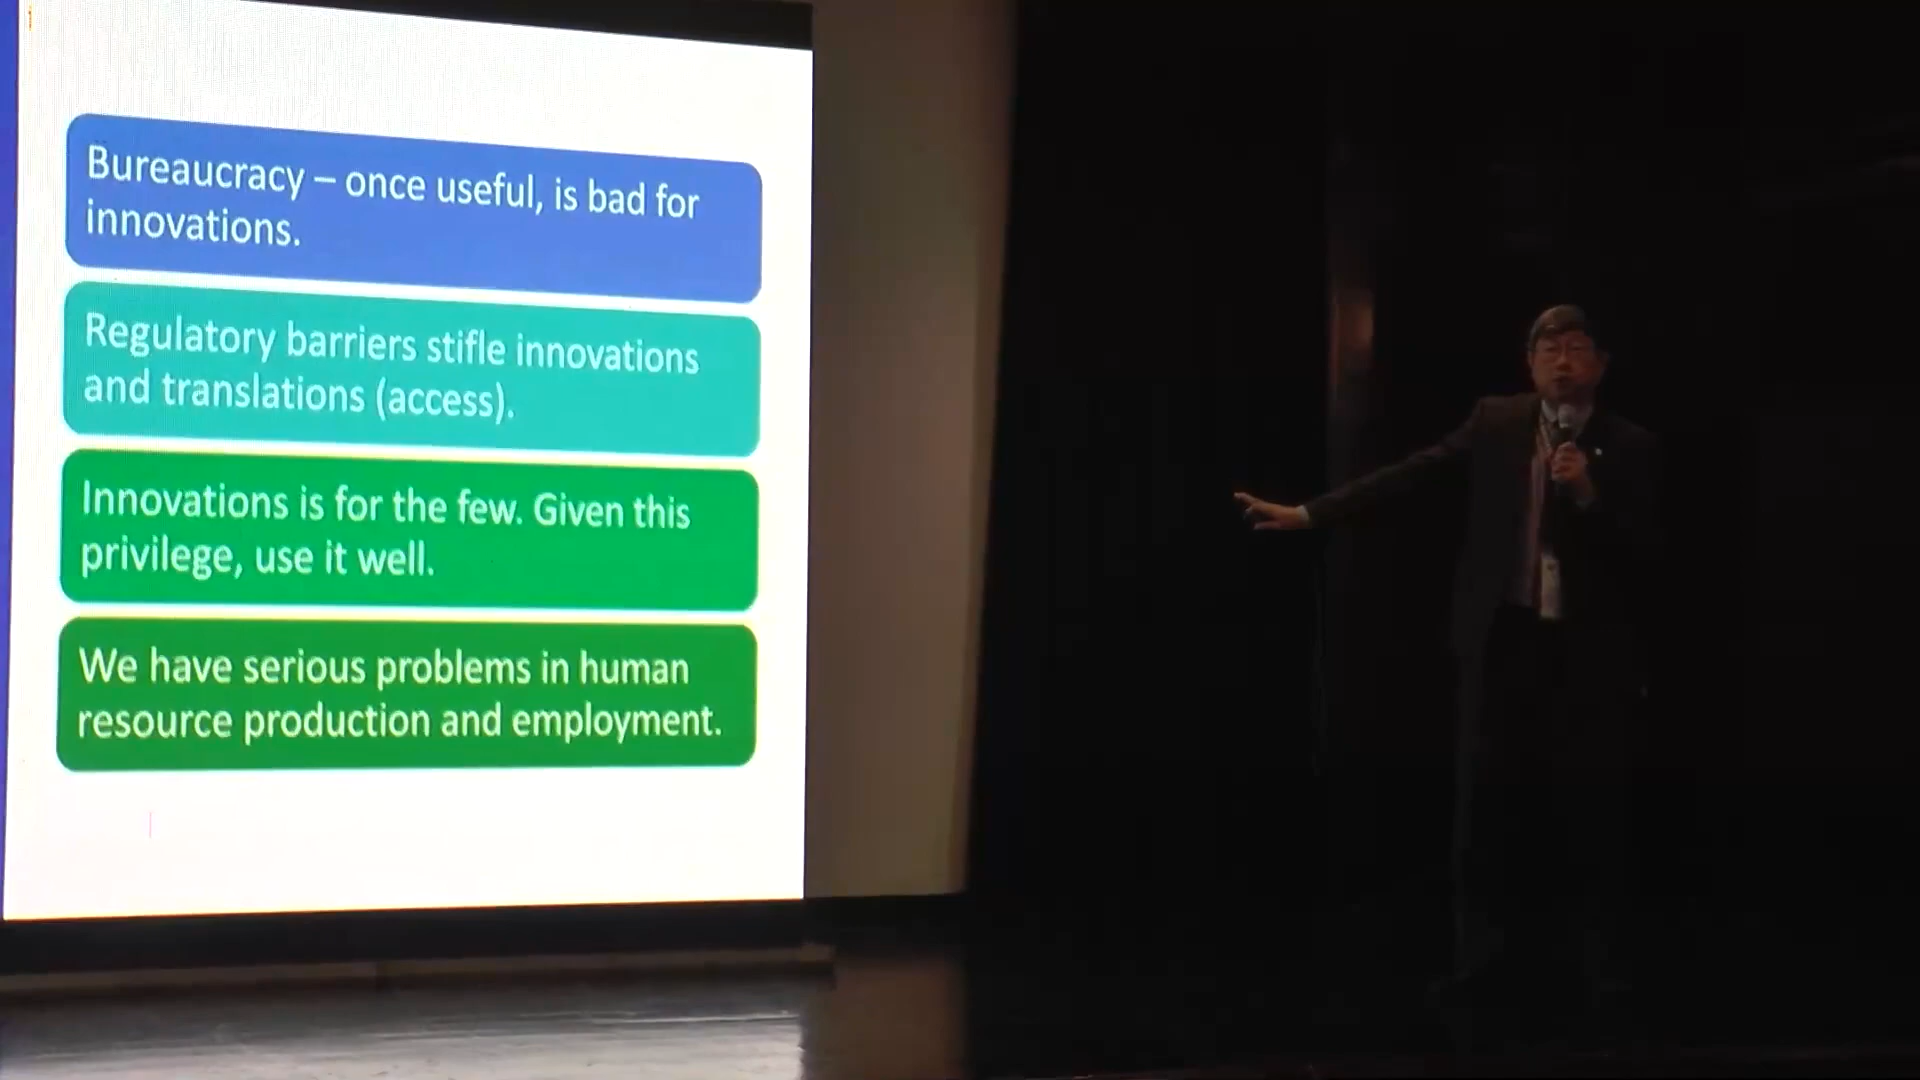 Bureaucracy – once useful, is bad for
innovations.
Regulatory barriers stifle innovations
and translations (access).
Innovations is for the few. Given this
privilege, use it well.
We have serious problems in human
resource production and employment.